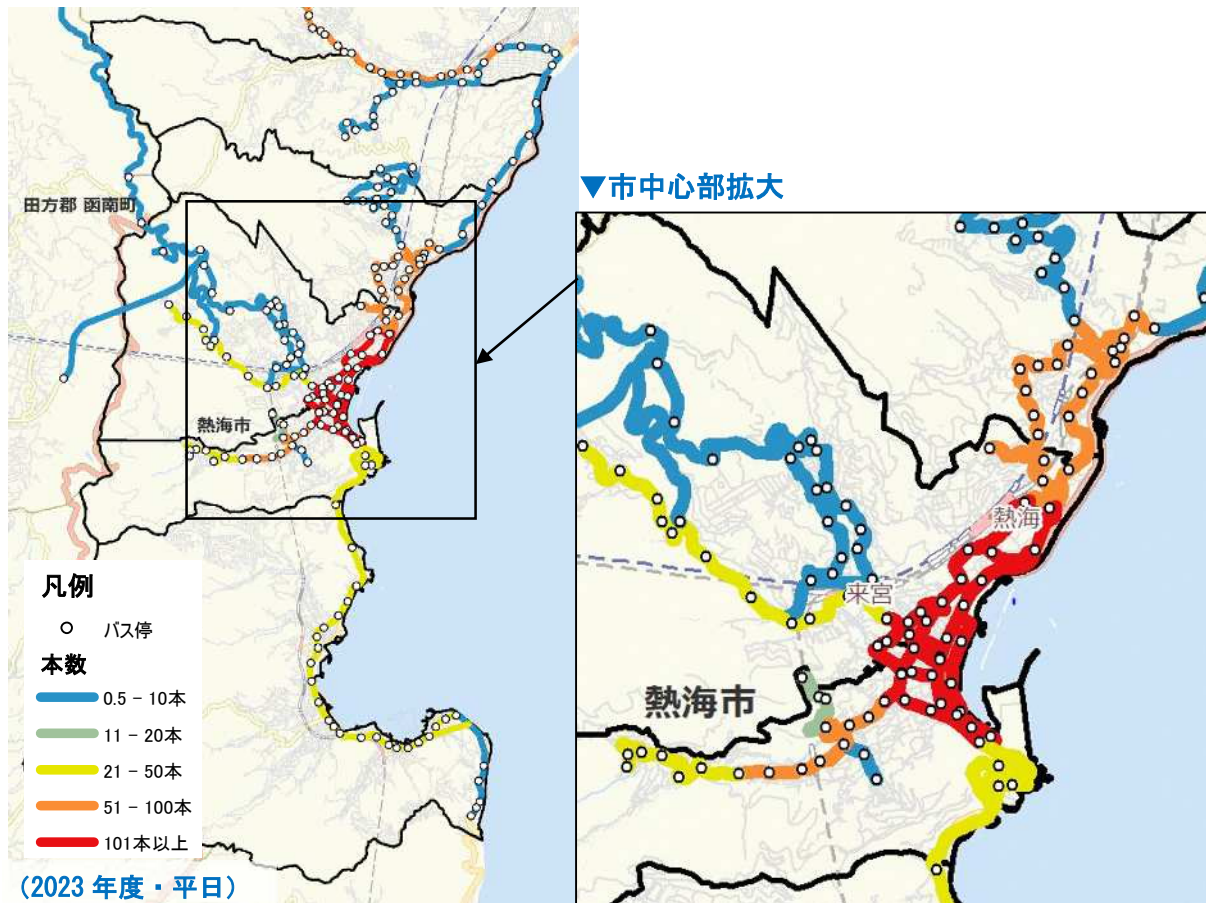 田方郡 函南町
熱海市
凡例
バス停
本数
0.5 - 10本
11 - 20本
21 - 50本
51 - 100本
101本以上
(2023 年度・平日)
▼市中心部拡大
熱海
来宮
熱海市